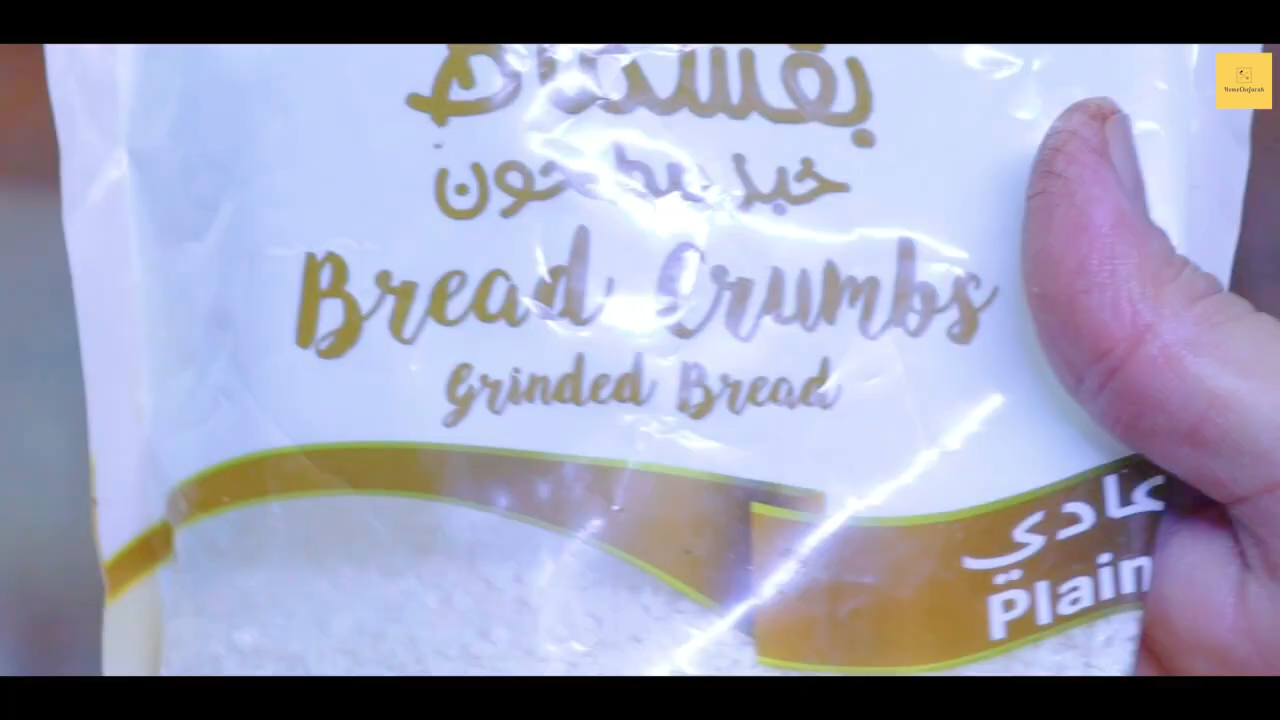 بقسماط
خبز مطحون
Bread Crumbs
Grinded Bread
عادي
Plain